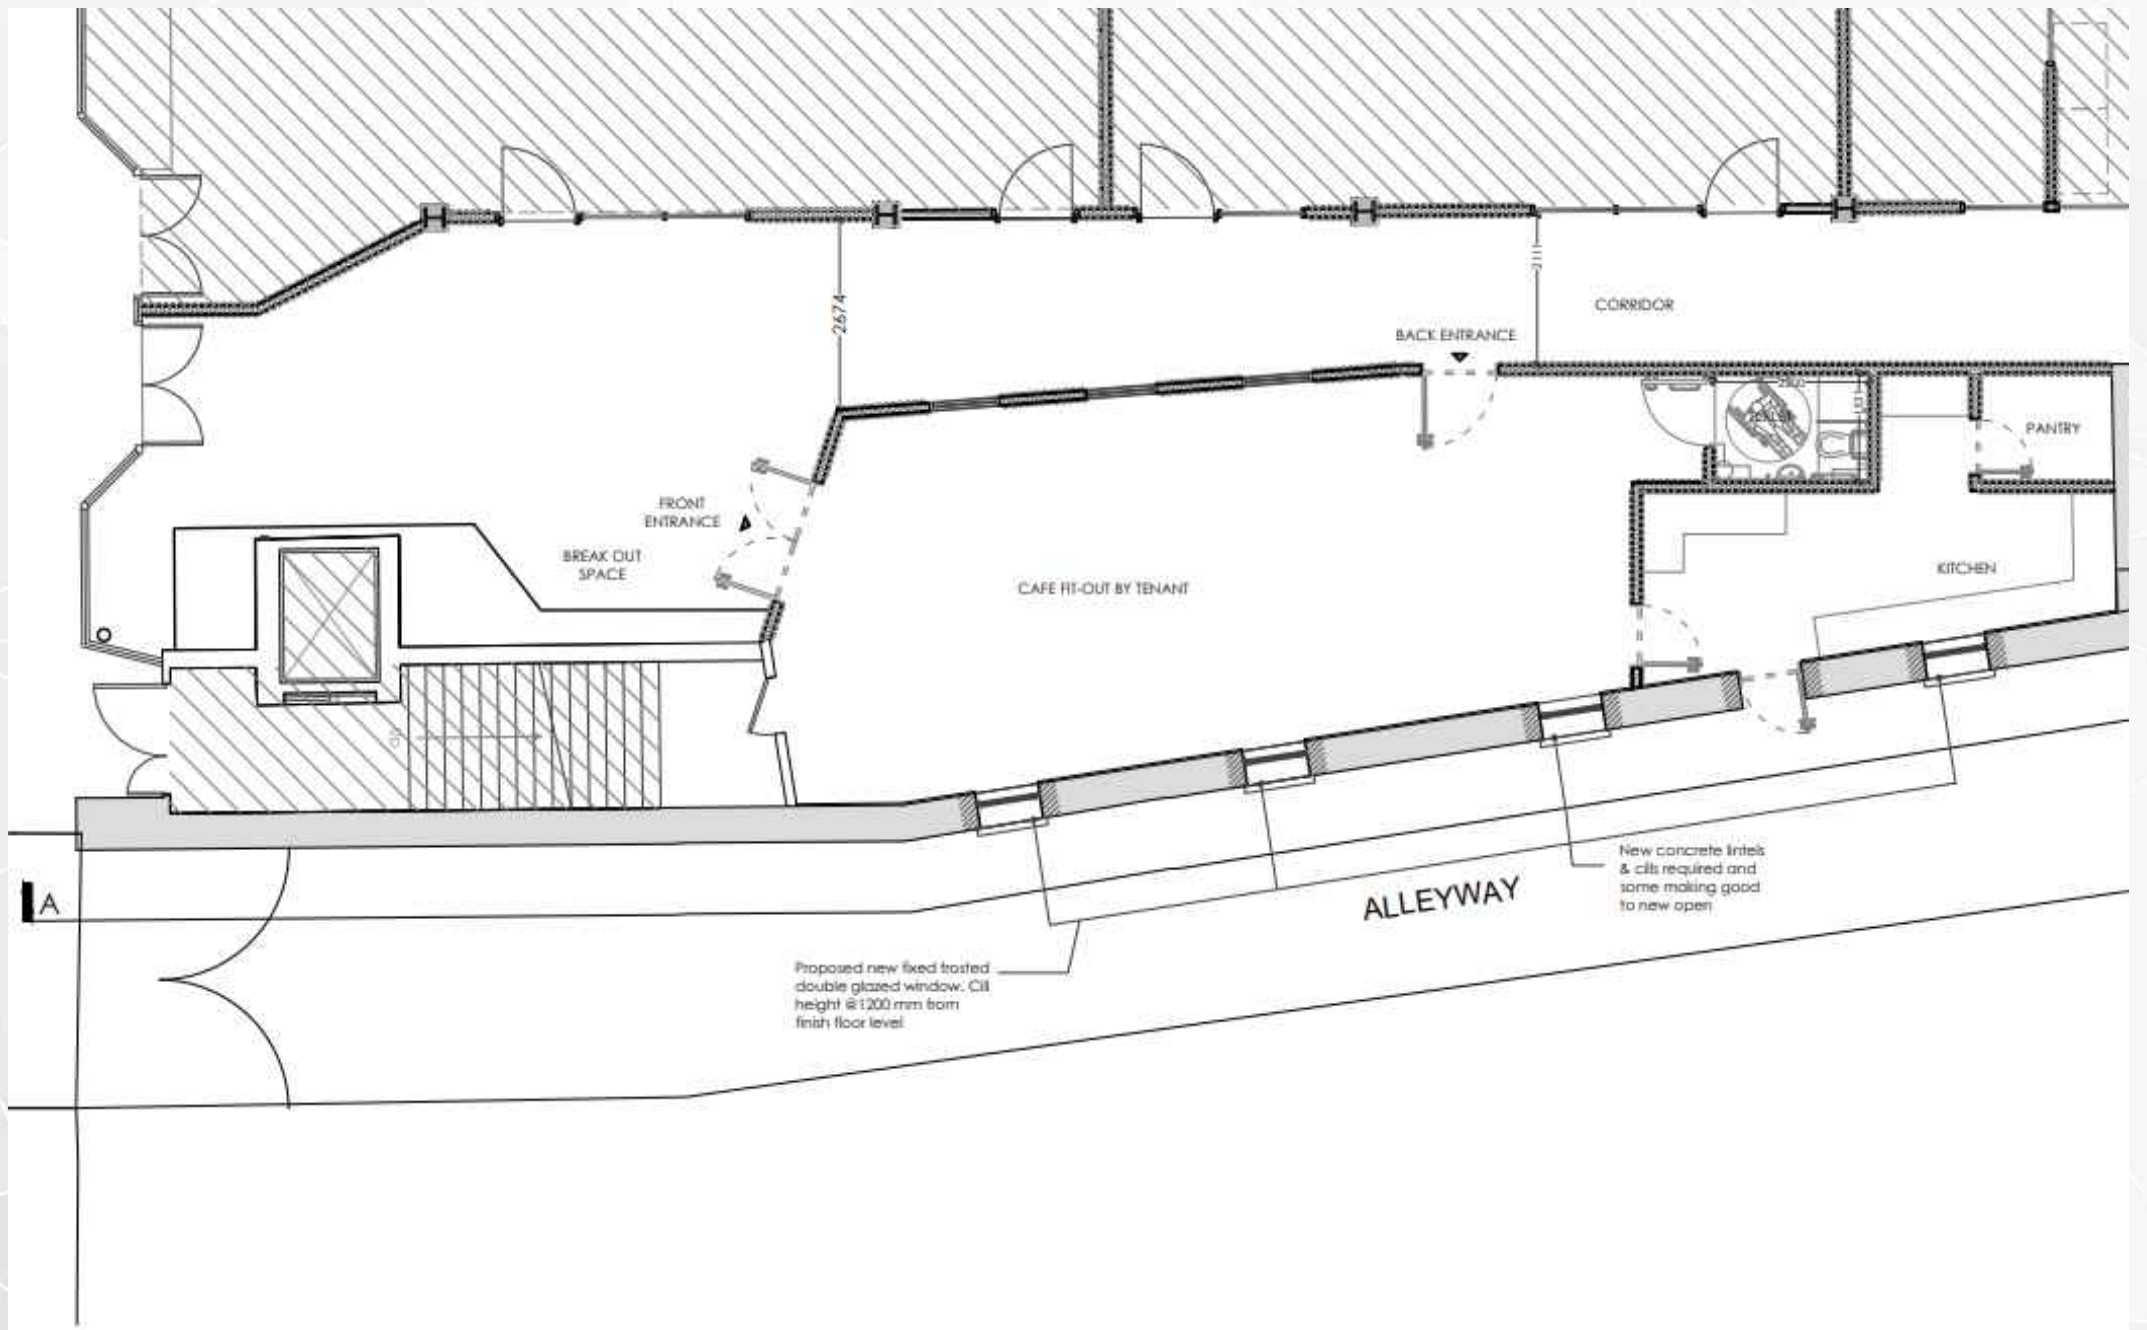 2674
2111
CORRIDOR
BACK ENTRANCE
PANTRY
FRONT
ENTRANCE
BREAK OUT
SPACE
CAFE FIT-OUT BY TENANT
KITCHEN
A
ALLEYWAY
New concrete lintels
& cills required and
some making good
to new open
Proposed new fixed frosted
double glazed window. Cill
height @1200 mm from
finish floor level